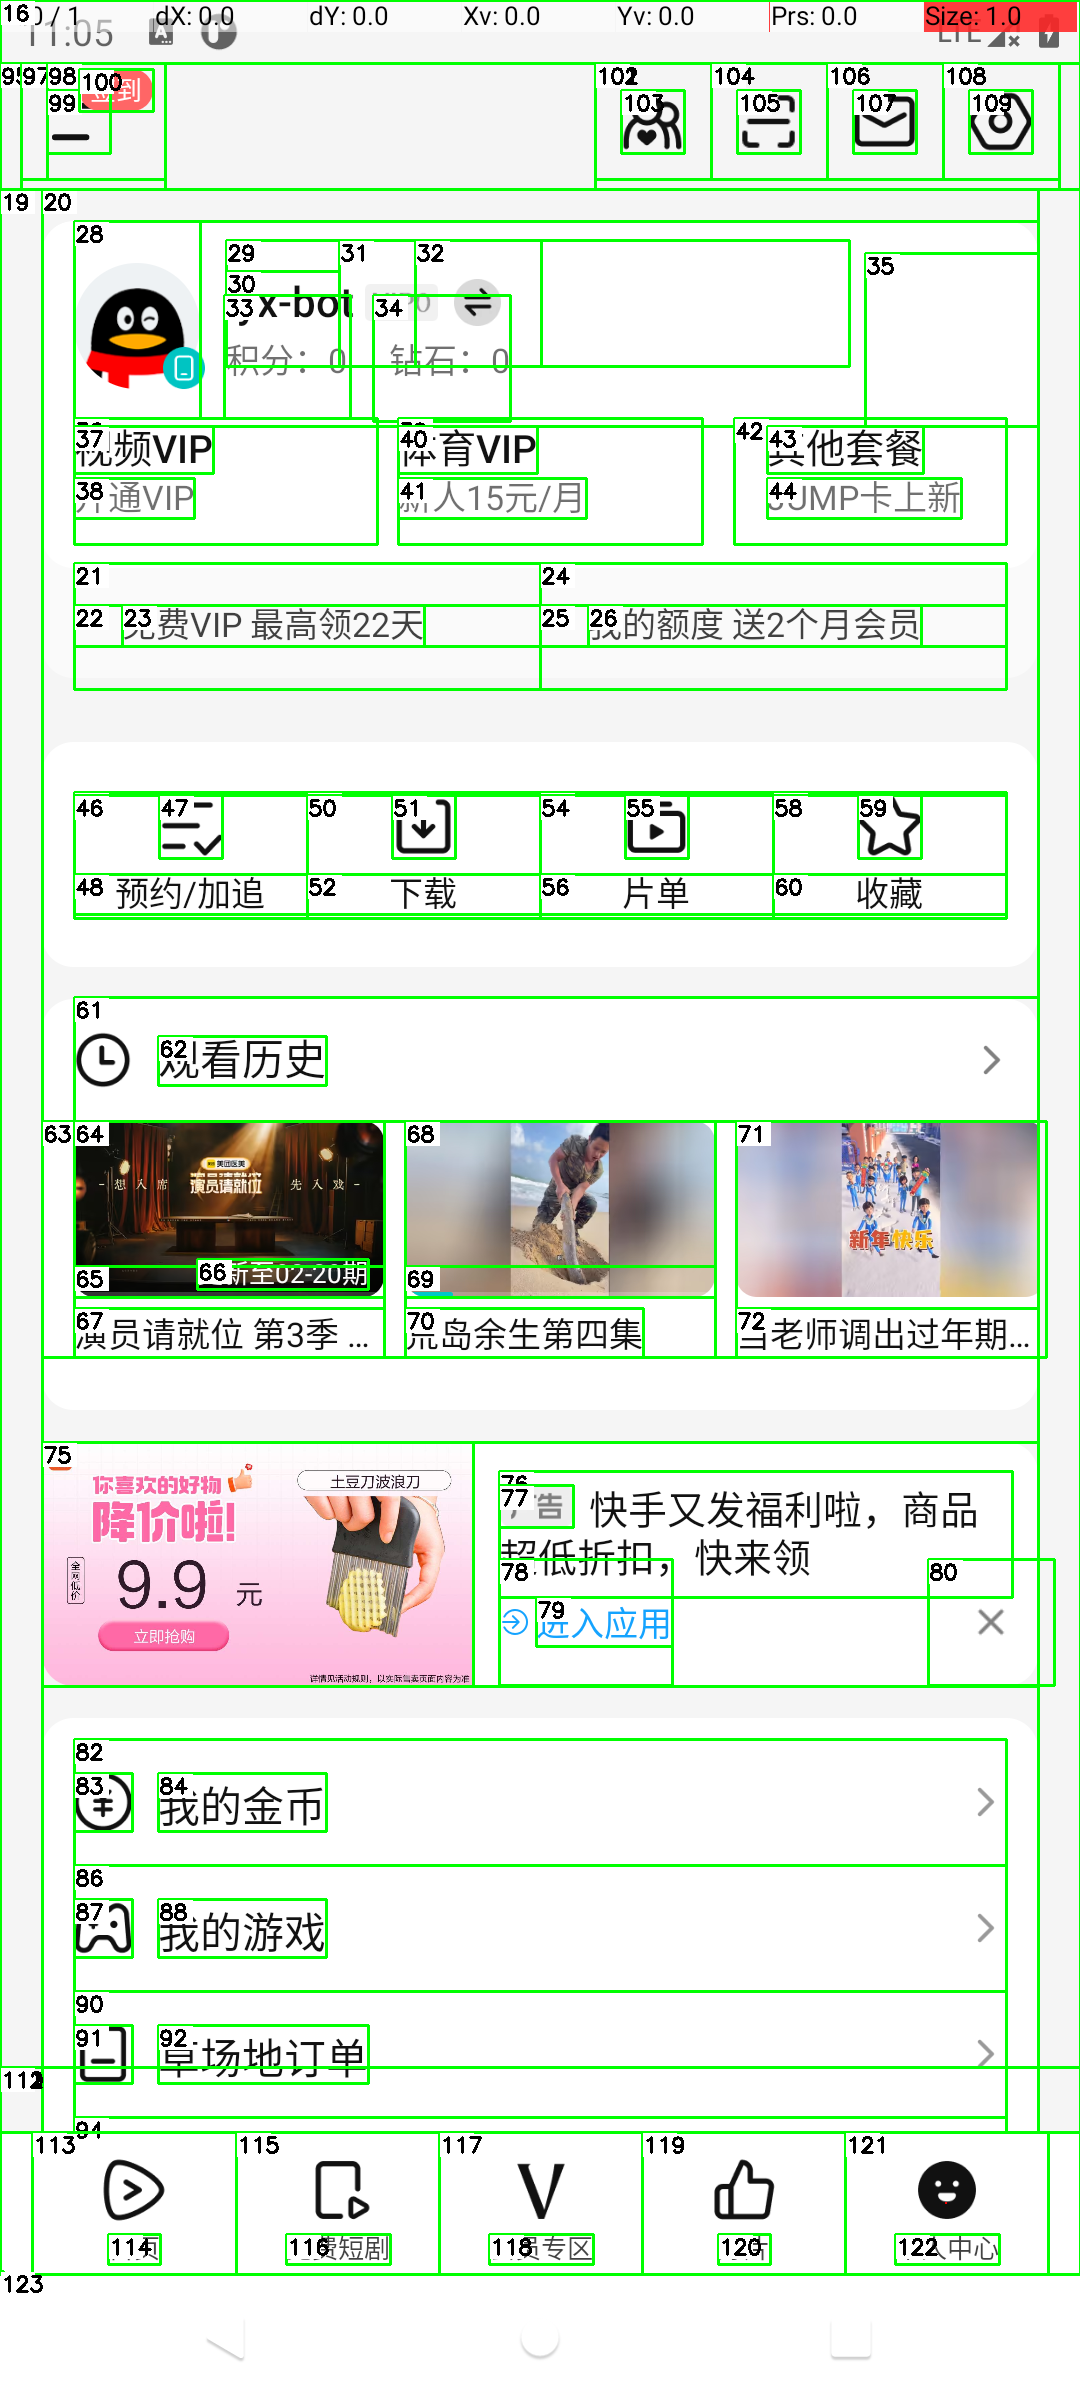 0 / 1 dX: 0.0 dY: 0.0 Xv: 0.0 Yv: 0.0 Prs: 0.0 Size: 1.0
16
11:05 LTE
95 97 98 100 到 102 104 106 108
99 103 105 107 109
19 20
28 29 31 32 35
30 33 x-bot 34
积分：0 钻石：0
37 视频VIP 40 体育VIP 42 43 其他套餐
38 开通VIP 41 新人15元/月 44 JUMP卡上新
21 24
22 23 免费VIP 最高领22天 25 26 我的额度 送2个月会员
46 47 50 51 54 55 58 59
48 预约/加追 52 下载 56 片单 60 收藏
61
62 观看历史
63 64 68 71
美团医美
-想入席 演员请就位 先入戏-
新年快乐
65 66 新至02-20期 69
67 演员请就位 第3季 ... 70 荒岛余生第四集 72 当老师调出过年期...
75
你喜欢的好物
降价啦!
全网低价
9.9 元
立即抢购
土豆刀波浪刀
详情见活动规则，以实际售卖页面内容为准
76
77 广告 快手又发福利啦，商品
超低折扣，快来领
78 80
79 进入应用
82
83 84 我的金币
86
87 88 我的游戏
90
91 92 草场地订单
112
94
113 115 117 119 121
V
114 页 116 费短剧 118 员专区 120 片 122 人中心
123